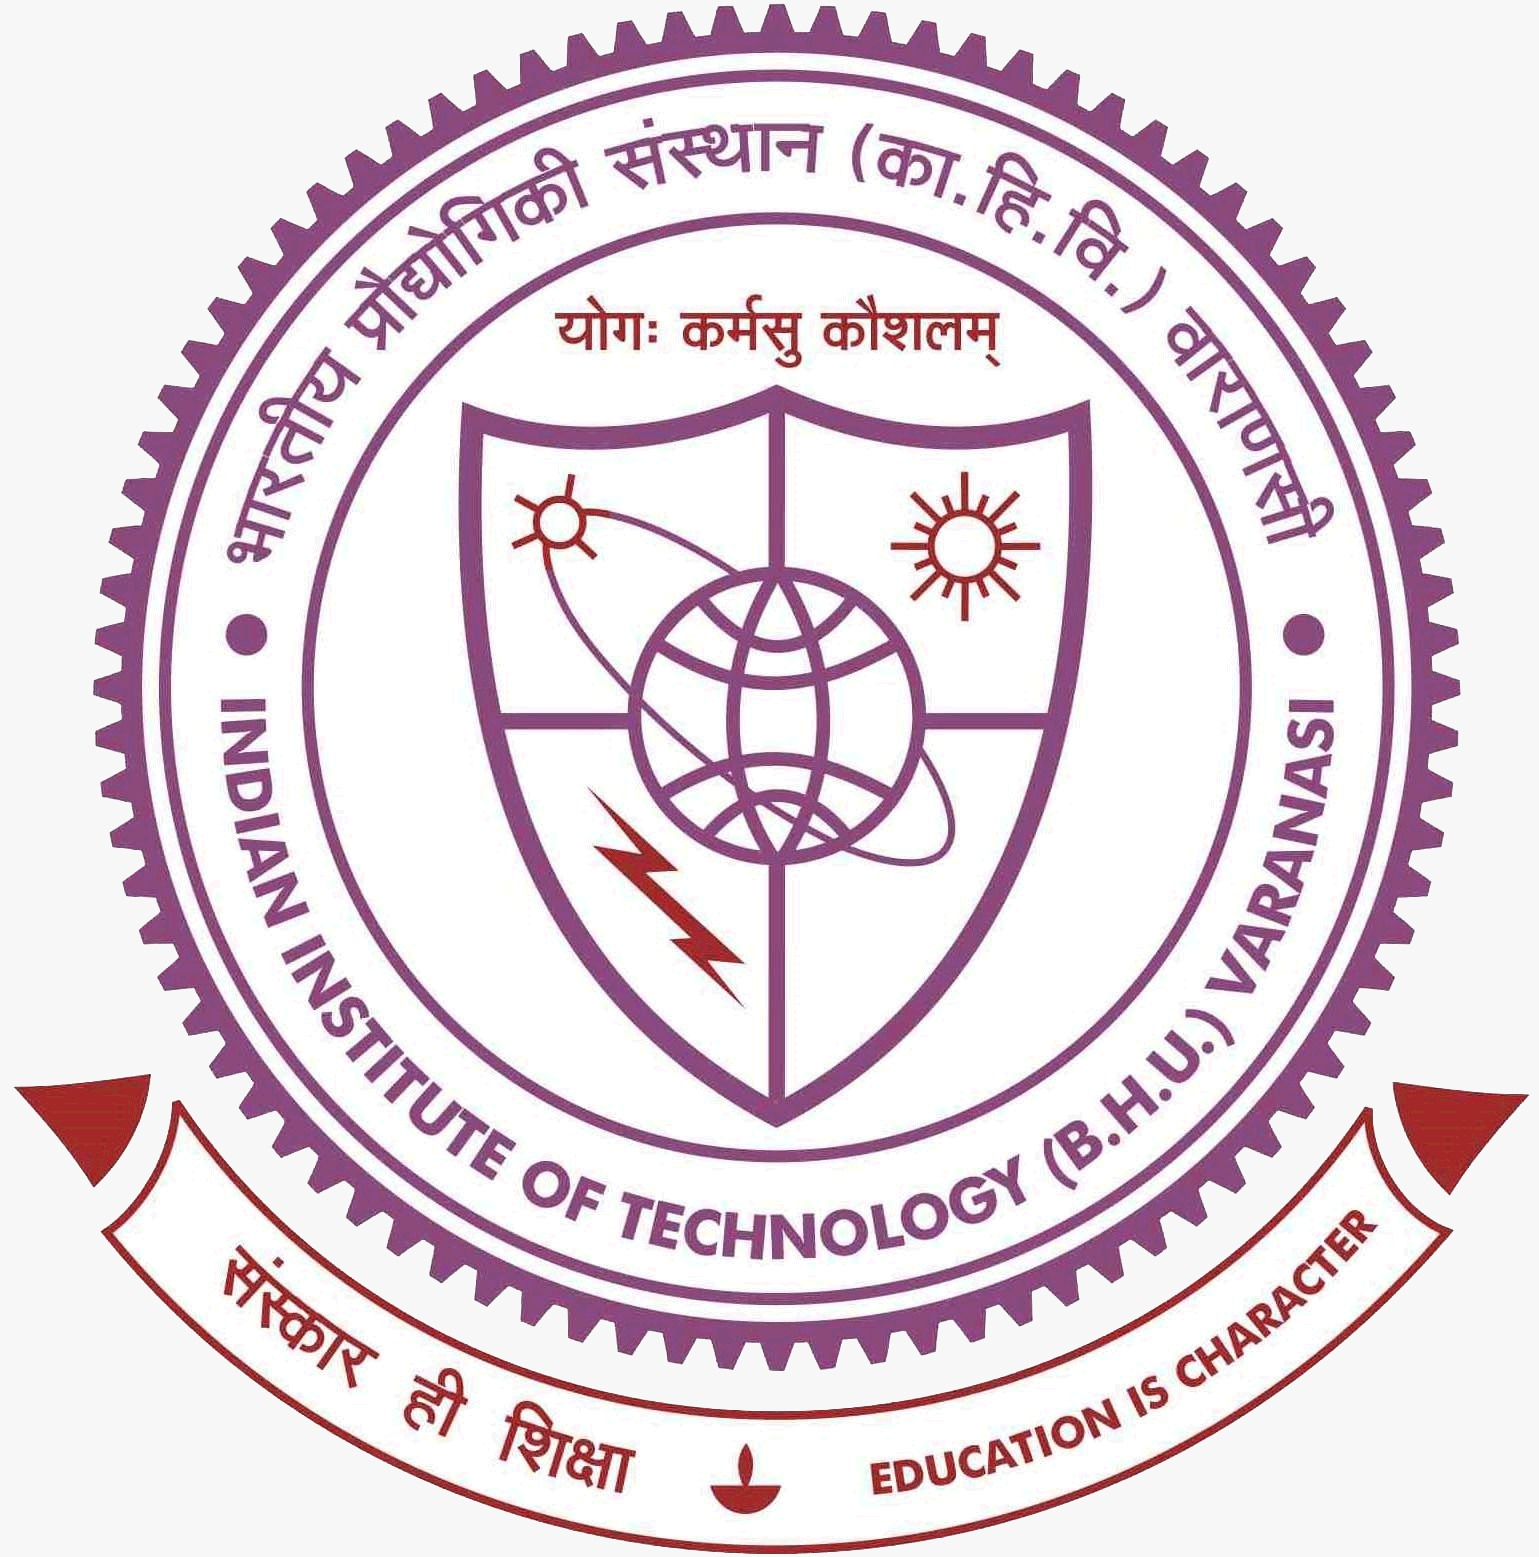 भारतीय प्रौद्योगिकी संस्थान (का.हि.वि.) वाराणसी
योगः कर्मसु कौशलम्
INDIAN INSTITUTE OF TECHNOLOGY (B.H.U.) VARANASI
संस्कार ही शिक्षा
EDUCATION IS CHARACTER